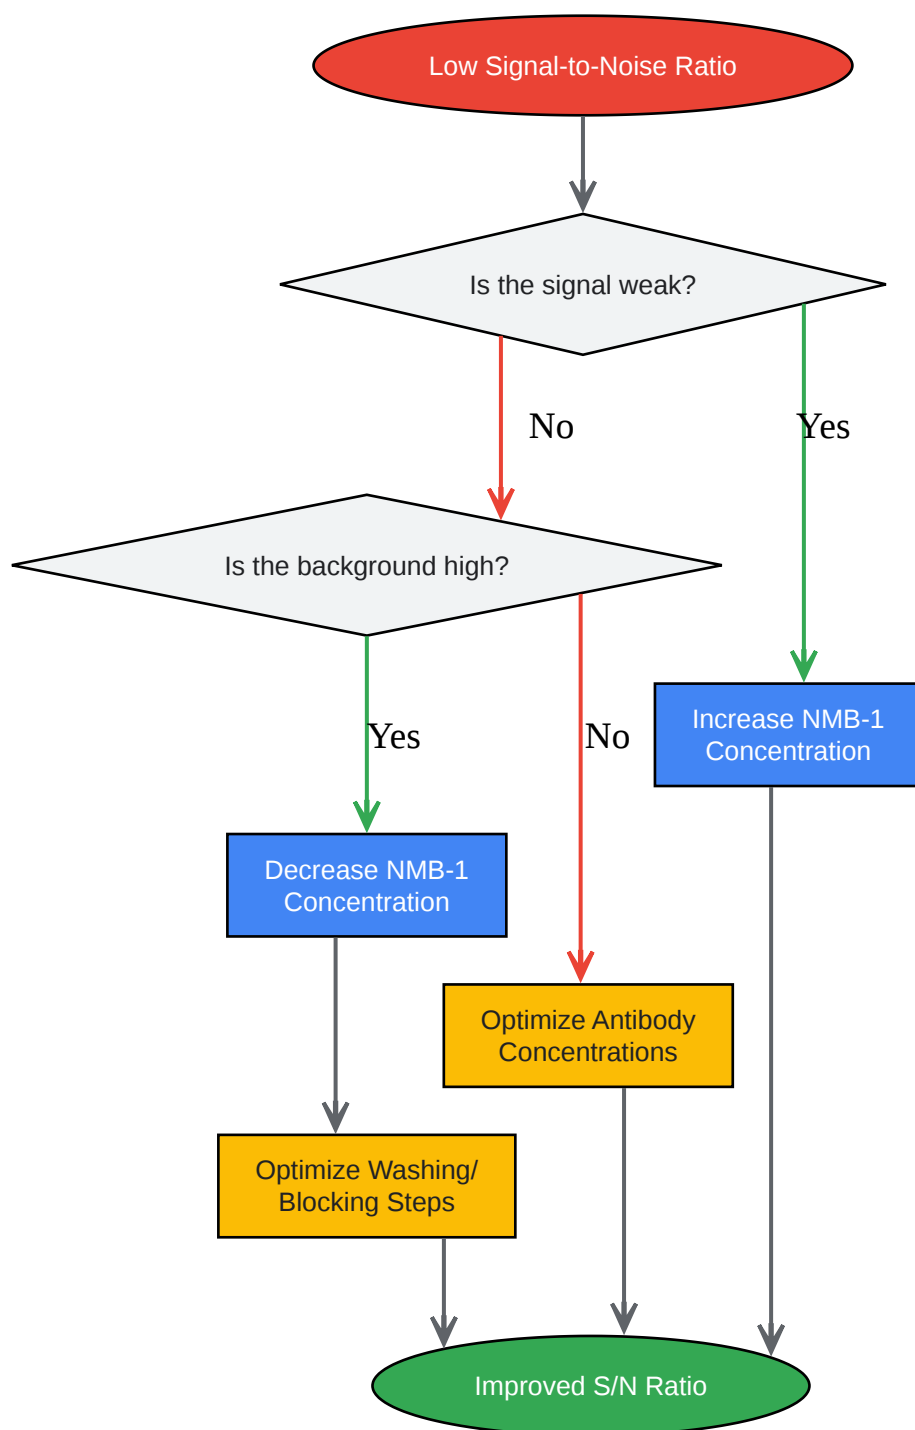 Low Signal-to-Noise Ratio
Is the signal weak?
No
Yes
Is the background high?
Increase NMB-1
Concentration
Yes
No
Decrease NMB-1
Concentration
Optimize Antibody
Concentrations
Optimize Washing/
Blocking Steps
Improved S/N Ratio